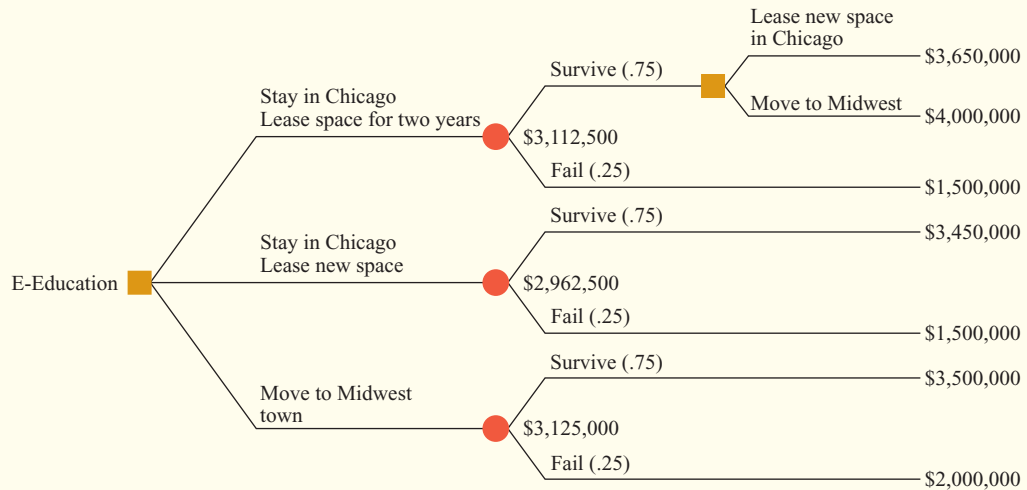 Lease new space
in Chicago
$3,650,000
Survive (.75)
Move to Midwest
$4,000,000
Stay in Chicago
Lease space for two years
$3,112,500
Fail (.25)
$1,500,000
Survive (.75)
$3,450,000
Stay in Chicago
Lease new space
E-Education
$2,962,500
Fail (.25)
$1,500,000
Survive (.75)
$3,500,000
Move to Midwest
town
$3,125,000
Fail (.25)
$2,000,000